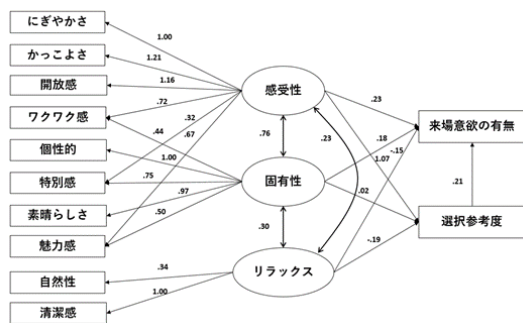 にぎやかさ
かっこよさ
開放感
ワクワク感
個性的
特別感
素晴らしさ
魅力感
自然性
清潔感
1.00
1.21
1.16
.72
.32
.67
.44
1.00
.75
.97
.50
.34
1.00
感受性
固有性
リラックス
.76
.30
.23
.23
.18
-.15
1.07
.02
-.19
.21
来場意欲の有無
選択参考度